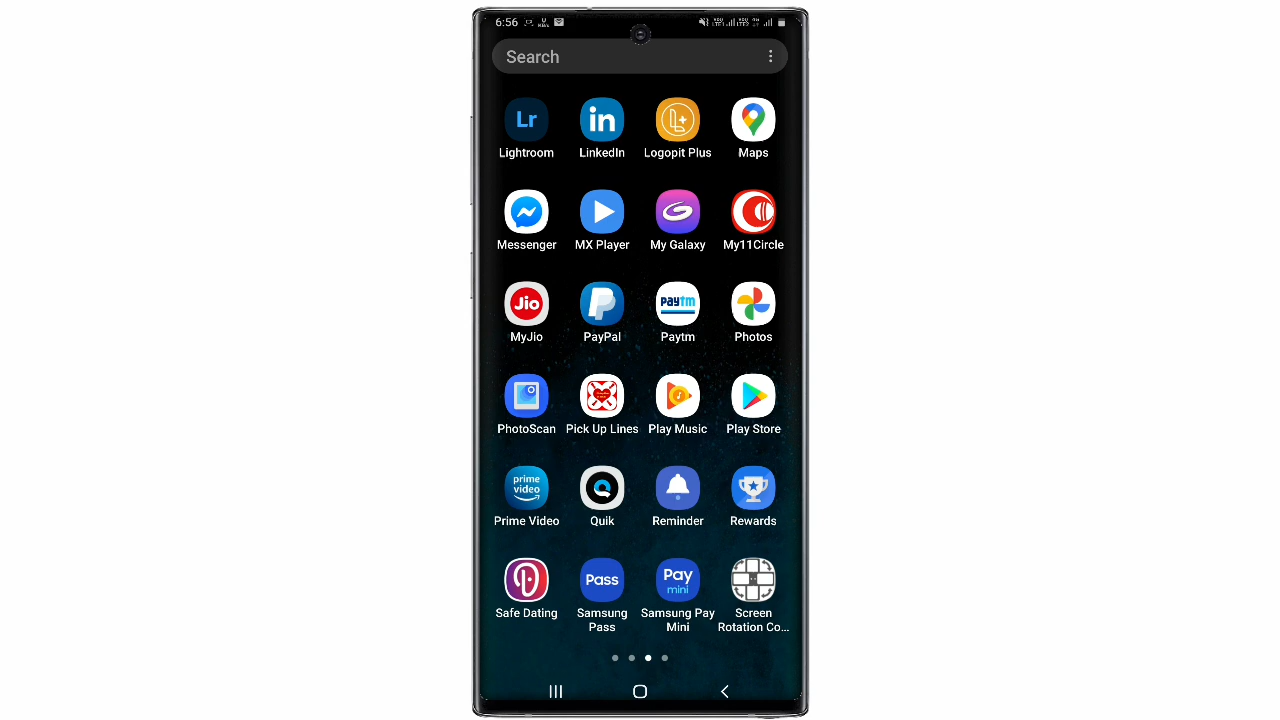 6:56
Search
Lr
in
L+
Lightroom LinkedIn Logopit Plus Maps
Messenger MX Player My Galaxy My11Circle
Jio
paytm
MyJio PayPal Paytm Photos
PhotoScan Pick Up Lines Play Music Play Store
prime
video
Prime Video Quik Reminder Rewards
Pass
Pay
mini
Safe Dating Samsung Pass Samsung Pay Mini Screen Rotation Co...